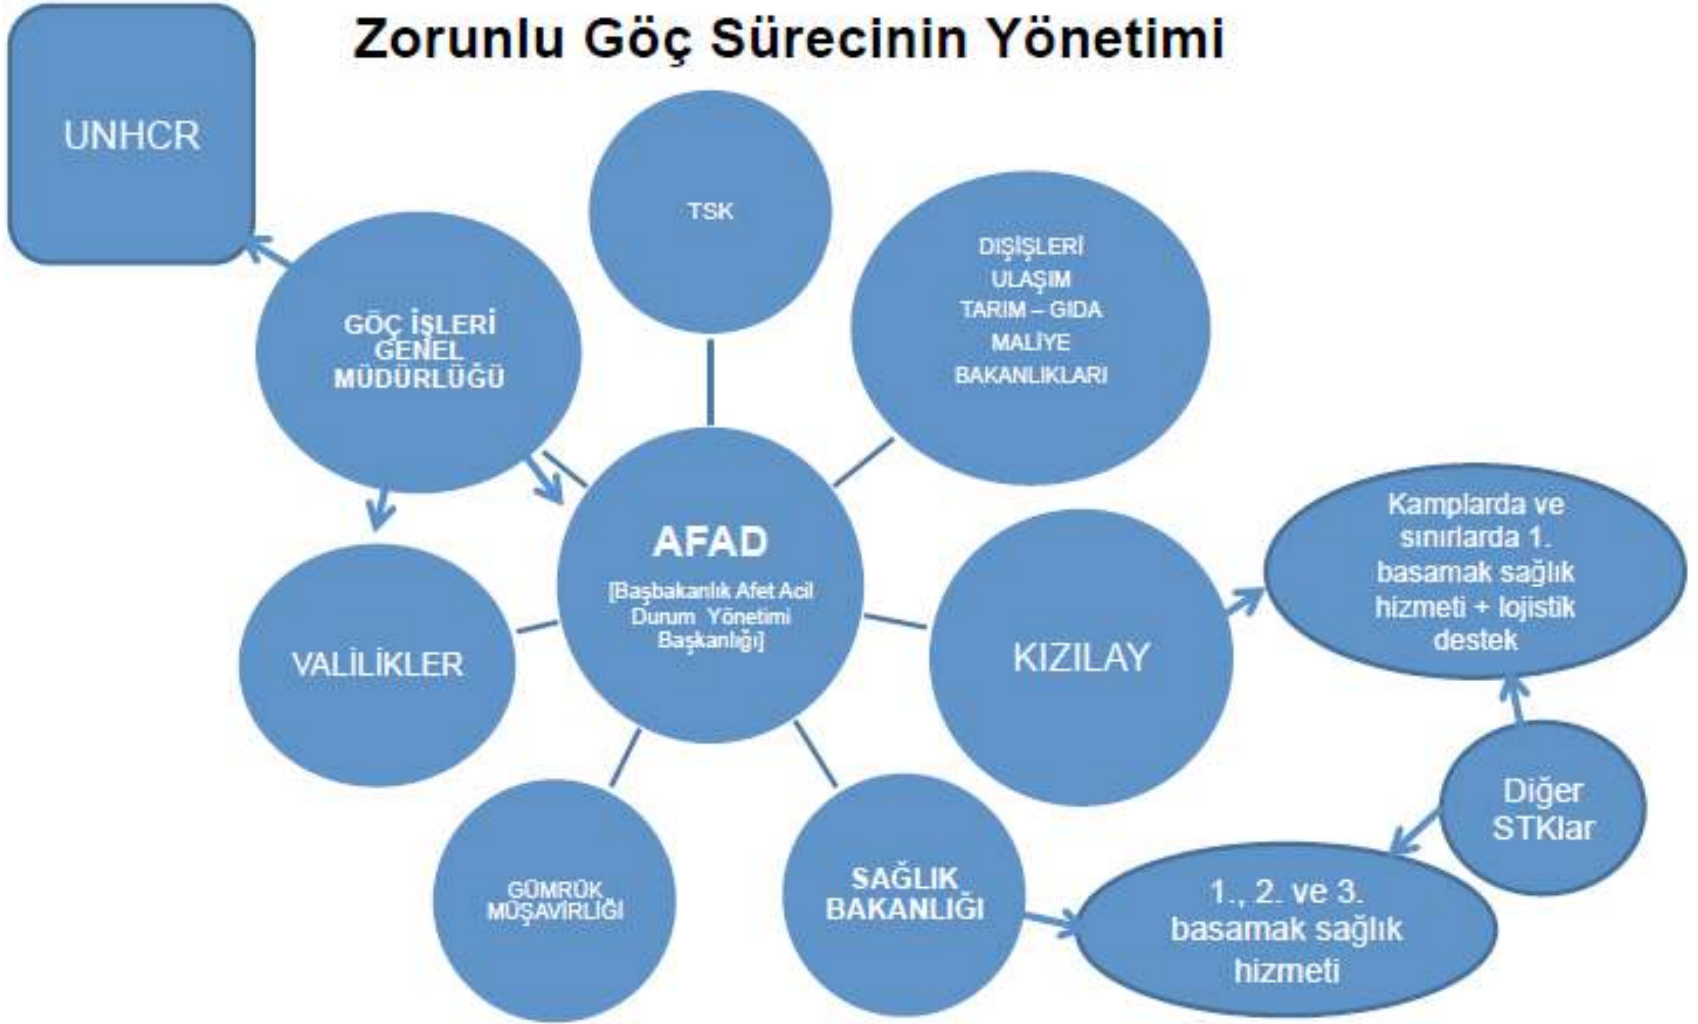 Zorunlu Göç Sürecinin Yönetimi
UNHCR
TSK
DIŞİŞLERİ
ULAŞIM
TARIM – GIDA
MALİYE
BAKANLIKLARI
GÖÇ İŞLERİ
GENEL
MÜDÜRLÜĞÜ
AFAD
[Başbakanlık Afet Acil
Durum Yönetimi
Başkanlığı]
Kamplarda ve
sınırlarda 1.
basamak sağlık
hizmeti + lojistik
destek
KIZILAY
VALİLİKLER
Diğer
STKlar
GÜMRÜK
MÜŞAVİRLİĞİ
SAĞLIK
BAKANLIĞI
1., 2. ve 3.
basamak sağlık
hizmeti